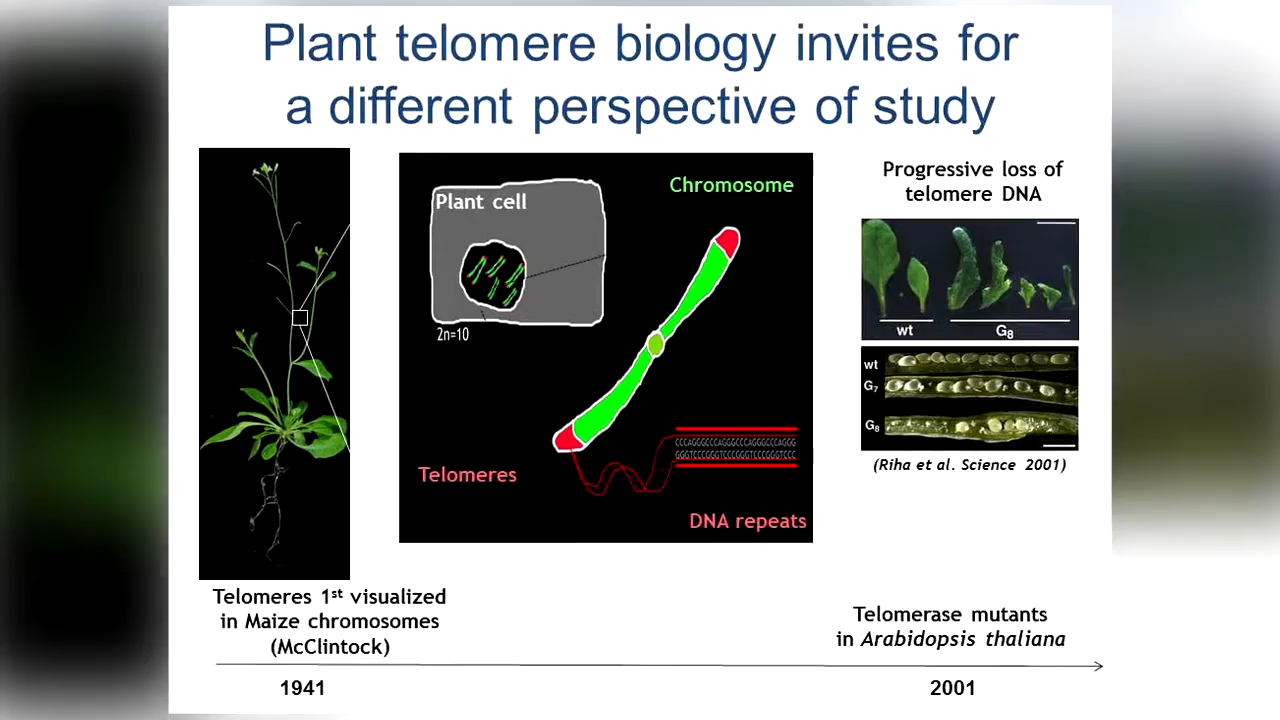 Plant telomere biology invites for
a different perspective of study
Plant cell
2n=10
Chromosome
Telomeres
CCCAGGGCCCAGGGCCCAGGGCCCAGGG
GGGTCCCGGGTCCCGGGTCCCGGGTCCC
DNA repeats
Progressive loss of
telomere DNA
wt
G8
wt
G7
G8
(Riha et al. Science 2001)
Telomeres 1st visualized
in Maize chromosomes
(McClintock)
Telomerase mutants
in Arabidopsis thaliana
1941
2001